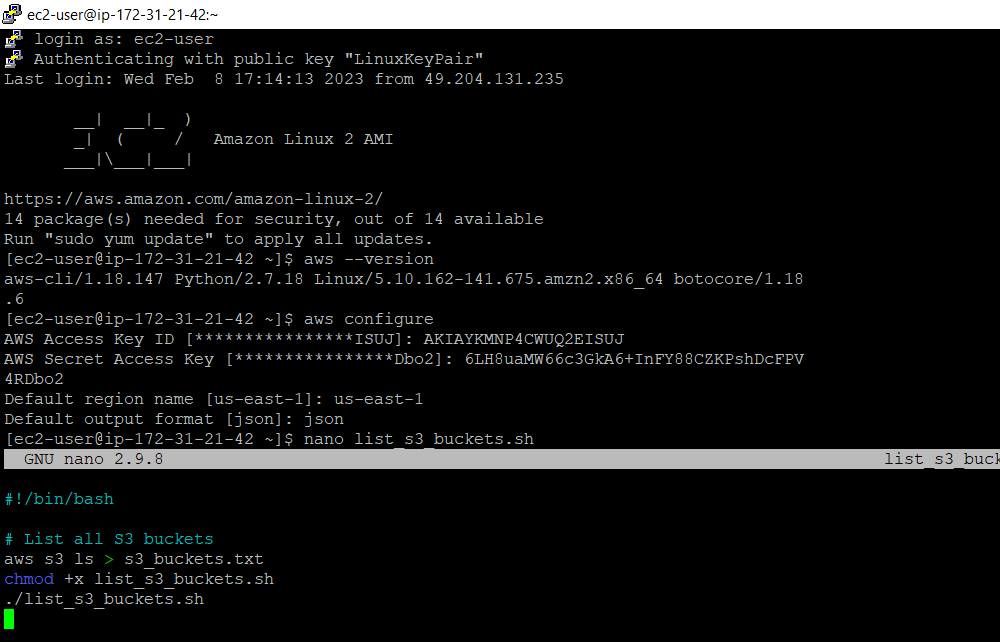 ec2-user@ip-172-31-21-42:~
login as: ec2-user
Authenticating with public key "LinuxKeyPair"
Last login: Wed Feb  8 17:14:13 2023 from 49.204.131.235
       __|  __|_  )
       _|  (     /   Amazon Linux 2 AMI
      ___|\___|___|
https://aws.amazon.com/amazon-linux-2/
14 package(s) needed for security, out of 14 available
Run "sudo yum update" to apply all updates.
[ec2-user@ip-172-31-21-42 ~]$ aws --version
aws-cli/1.18.147 Python/2.7.18 Linux/5.10.162-141.675.amzn2.x86_64 botocore/1.18
.6
[ec2-user@ip-172-31-21-42 ~]$ aws configure
AWS Access Key ID [****************ISUJ]: AKIAYKMNP4CWUQ2EISUJ
AWS Secret Access Key [****************Dbo2]: 6LH8uaMW66c3GkA6+InFY88CZKPshDcFPV
4RDbo2
Default region name [us-east-1]: us-east-1
Default output format [json]: json
[ec2-user@ip-172-31-21-42 ~]$ nano list_s3_buckets.sh
GNU nano 2.9.8 list_s3_buck
#!/bin/bash
# List all S3 buckets
aws s3 ls > s3_buckets.txt
chmod +x list_s3_buckets.sh
./list_s3_buckets.sh